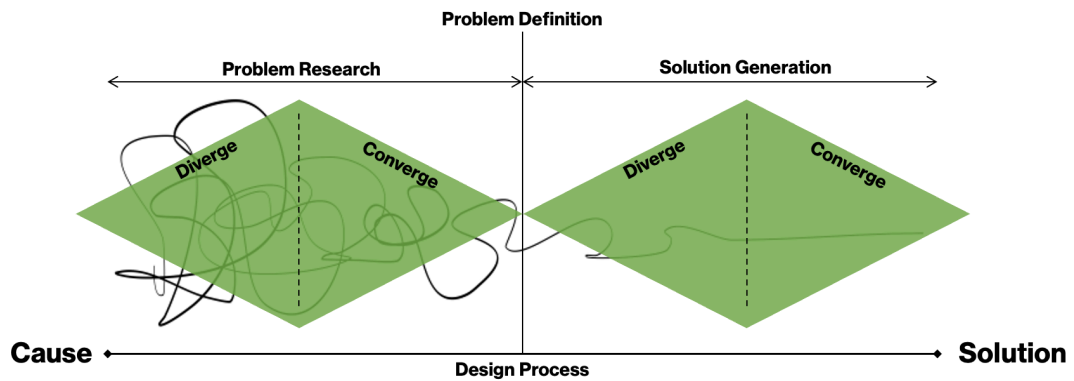 Problem Definition
Problem Research
Solution Generation
Diverge
Converge
Diverge
Converge
Cause
Solution
Design Process